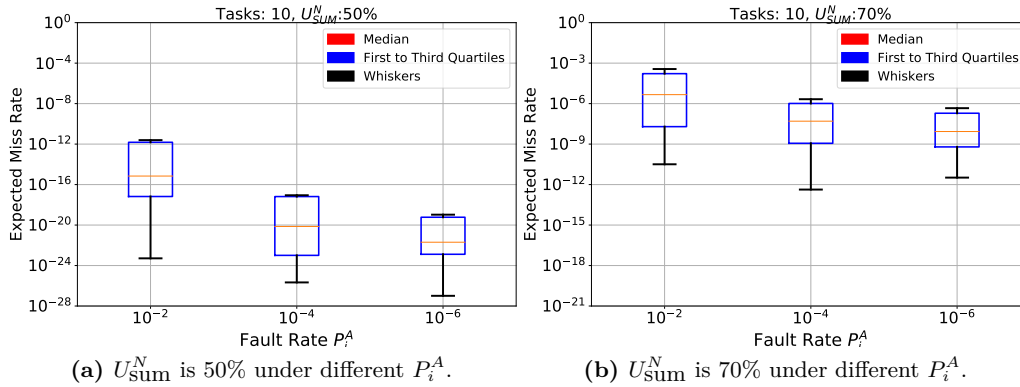 Tasks: 10, U_SUM^N:50%
Expected Miss Rate
10^0
10^-4
10^-8
10^-12
10^-16
10^-20
10^-24
10^-28
Median
First to Third Quartiles
Whiskers
10^-2
10^-4
10^-6
Fault Rate P_i^A
(a) U_sum^N is 50% under different P_i^A.
Tasks: 10, U_SUM^N:70%
Expected Miss Rate
10^0
10^-3
10^-6
10^-9
10^-12
10^-15
10^-18
10^-21
Median
First to Third Quartiles
Whiskers
10^-2
10^-4
10^-6
Fault Rate P_i^A
(b) U_sum^N is 70% under different P_i^A.